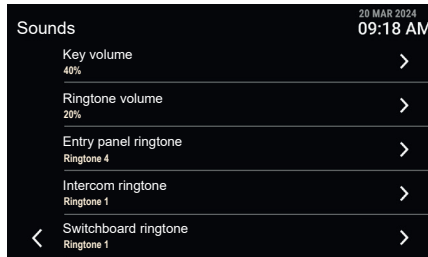 20 MAR 2024
Sounds
09:18 AM
Key volume
40%
Ringtone volume
20%
Entry panel ringtone
Ringtone 4
Intercom ringtone
Ringtone 1
Switchboard ringtone
Ringtone 1